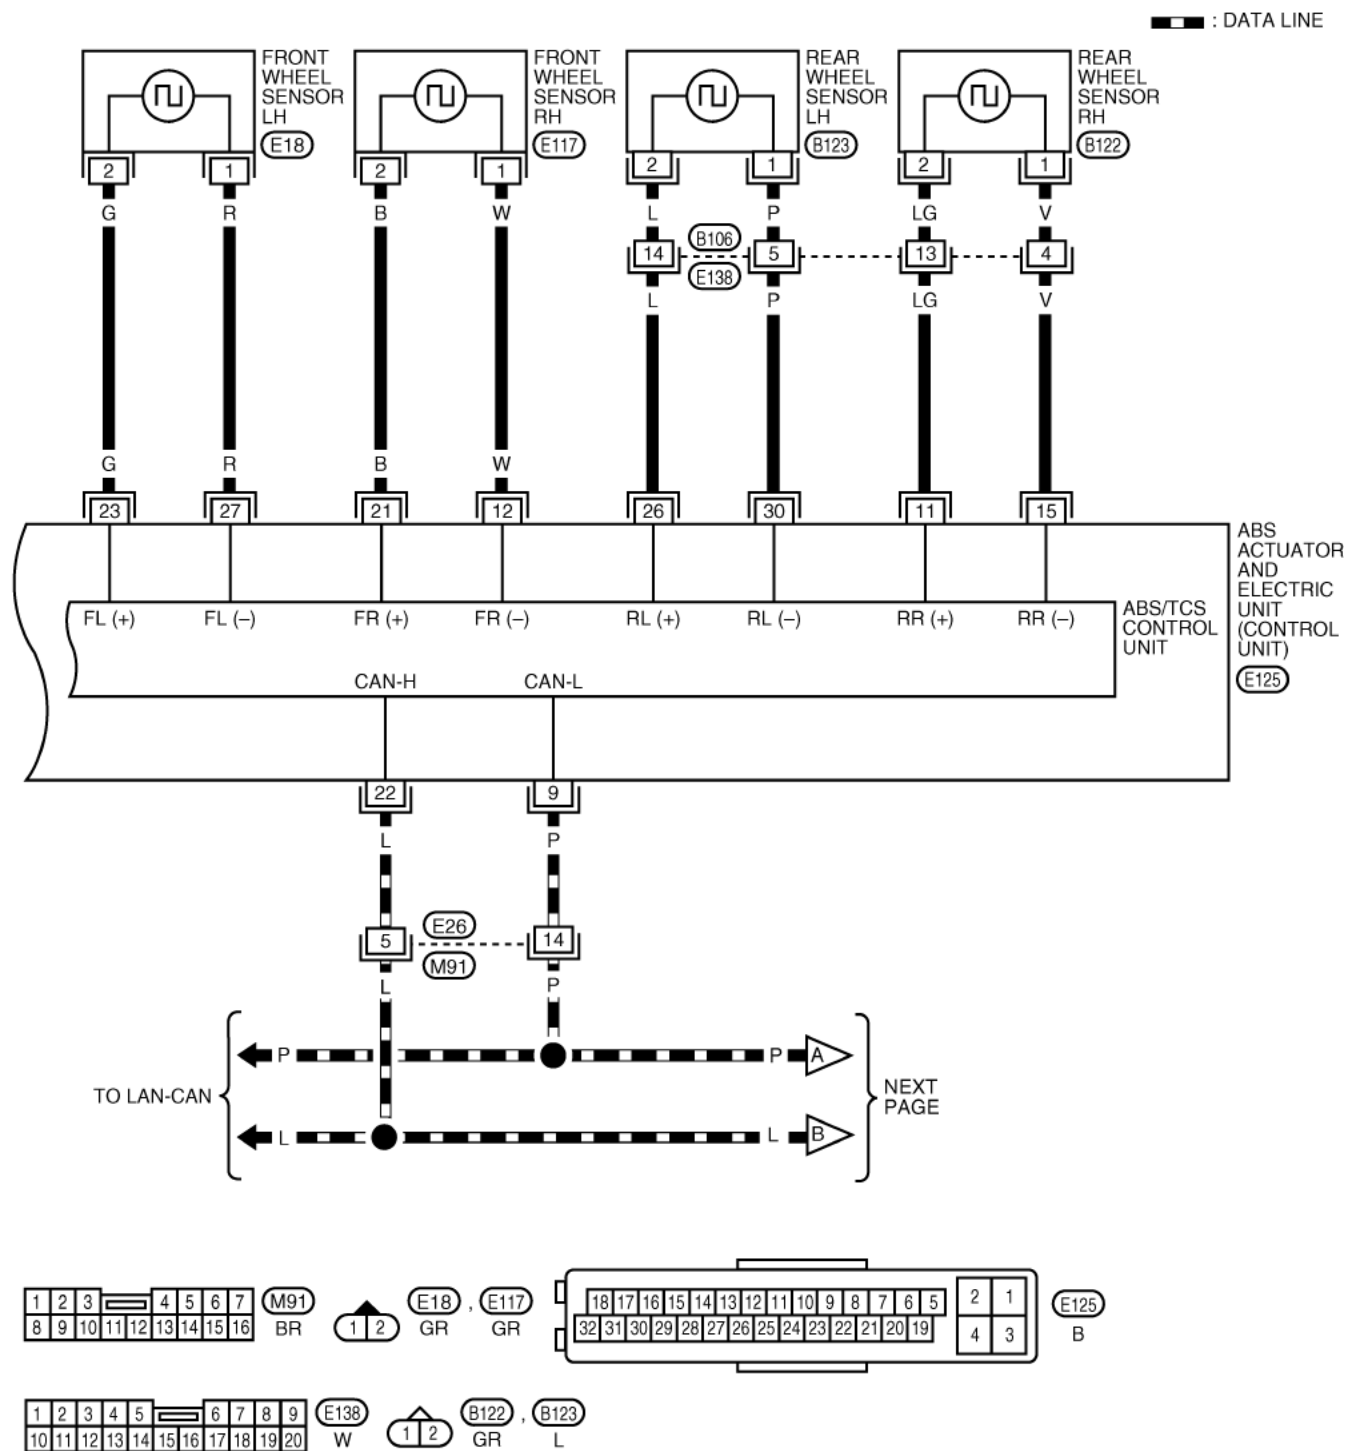 : DATA LINE
FRONT
WHEEL
SENSOR
LH
E18
FRONT
WHEEL
SENSOR
RH
E117
REAR
WHEEL
SENSOR
LH
B123
REAR
WHEEL
SENSOR
RH
B122
2 1 2 1 2 1 2 1
G R B W L P LG V
14 B106 5 13 4
E138
L P LG V
G R B W
23 27 21 12 26 30 11 15
ABS
ACTUATOR
AND
ELECTRIC
UNIT
(CONTROL
UNIT)
E125
FL (+) FL (–) FR (+) FR (–) RL (+) RL (–) RR (+) RR (–)
ABS/TCS
CONTROL
UNIT
CAN-H CAN-L
22 9
L P
5 E26 14
M91
L P
P P A
TO LAN-CAN
NEXT
PAGE
L L B
1 2 3 4 5 6 7
8 9 10 11 12 13 14 15 16
M91
BR
1 2
E18 , E117
GR GR
18 17 16 15 14 13 12 11 10 9 8 7 6 5
32 31 30 29 28 27 26 25 24 23 22 21 20 19
2 1
4 3
E125
B
1 2 3 4 5 6 7 8 9
10 11 12 13 14 15 16 17 18 19 20
E138
W
1 2
B122 , B123
GR L